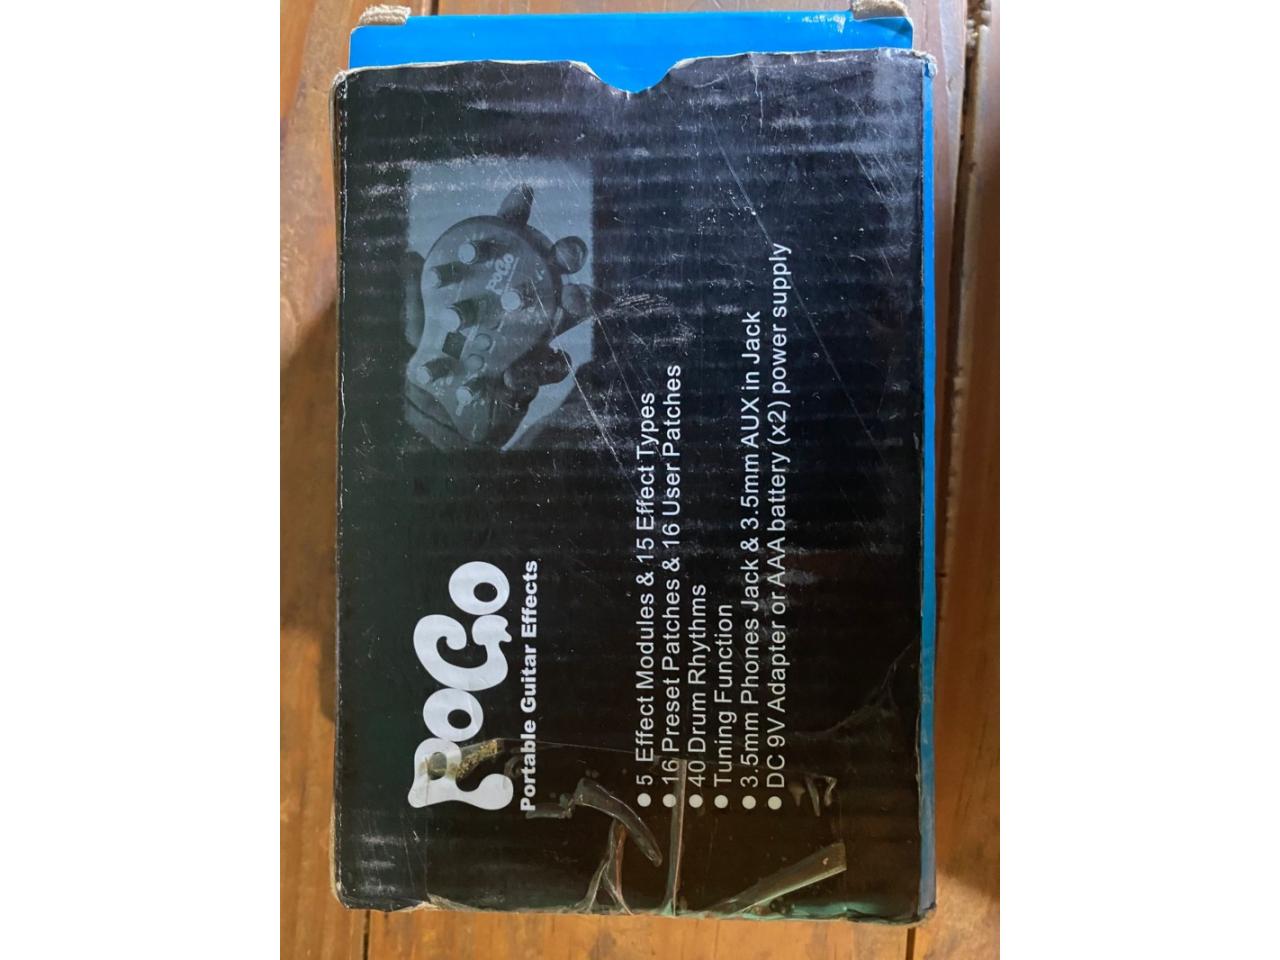 PoGo
Portable Guitar Effects
PoGo
● 5 Effect Modules & 15 Effect Types
● 16 Preset Patches & 16 User Patches
● 40 Drum Rhythms
● Tuning Function
● 3.5mm Phones Jack & 3.5mm AUX in Jack
● DC 9V Adapter or AAA battery (x2) power supply